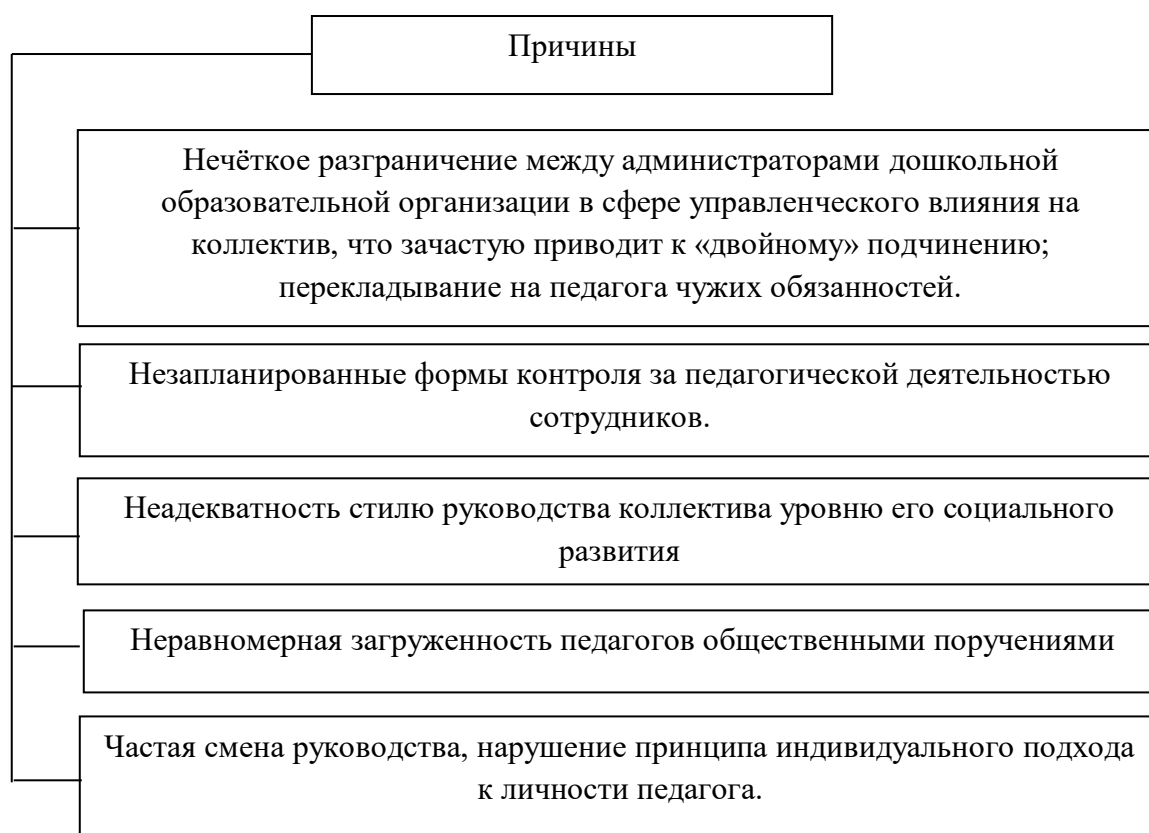 Причины
Нечёткое разграничение между администраторами дошкольной
образовательной организации в сфере управленческого влияния на
коллектив, что зачастую приводит к «двойному» подчинению;
перекладывание на педагога чужих обязанностей.
Незапланированные формы контроля за педагогической деятельностью
сотрудников.
Неадекватность стилю руководства коллектива уровню его социального
развития
Неравномерная загруженность педагогов общественными поручениями
Частая смена руководства, нарушение принципа индивидуального подхода
к личности педагога.